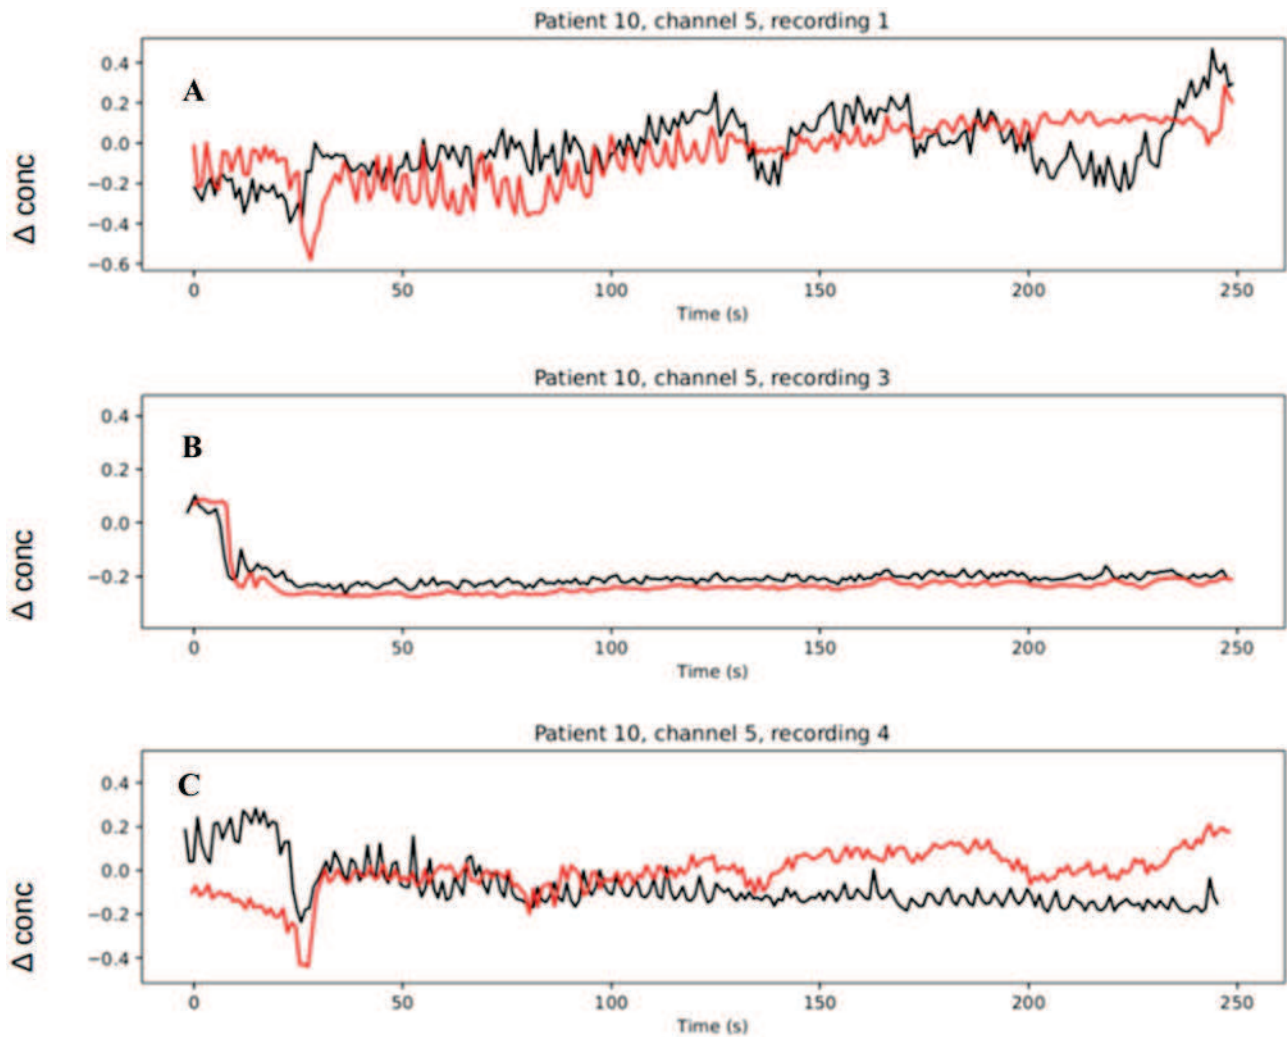 Patient 10, channel 5, recording 1
A
0.4
0.2
0.0
−0.2
−0.4
−0.6
Δ conc
0 50 100 150 200 250
Time (s)
Patient 10, channel 5, recording 3
B
0.4
0.2
0.0
−0.2
Δ conc
0 50 100 150 200 250
Time (s)
Patient 10, channel 5, recording 4
C
0.4
0.2
0.0
−0.2
−0.4
Δ conc
0 50 100 150 200 250
Time (s)